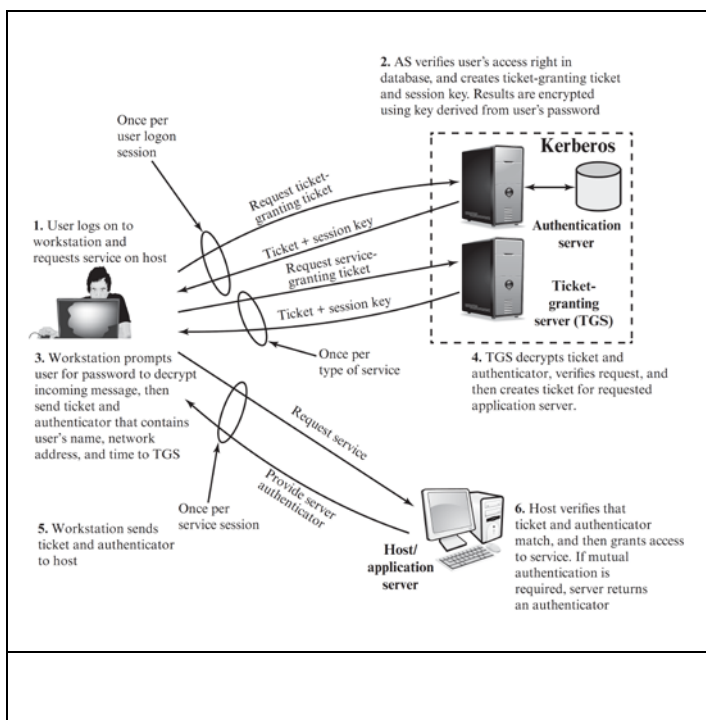 2. AS verifies user's access right in
database, and creates ticket-granting ticket
and session key. Results are encrypted
using key derived from user's password
Once per
user logon
session
Kerberos
Request ticket-
granting ticket
1. User logs on to
workstation and
requests service on host
Ticket + session key
Authentication
server
Request service-
granting ticket
Ticket + session key
Ticket-
granting
server (TGS)
3. Workstation prompts
user for password to decrypt
incoming message, then
send ticket and
authenticator that contains
user's name, network
address, and time to TGS
Once per
type of service
4. TGS decrypts ticket and
authenticator, verifies request, and
then creates ticket for requested
application server.
Request service
Provide server
authenticator
Once per
service session
5. Workstation sends
ticket and authenticator
to host
Host/
application
server
6. Host verifies that
ticket and authenticator
match, and then grants access
to service. If mutual
authentication is
required, server returns
an authenticator